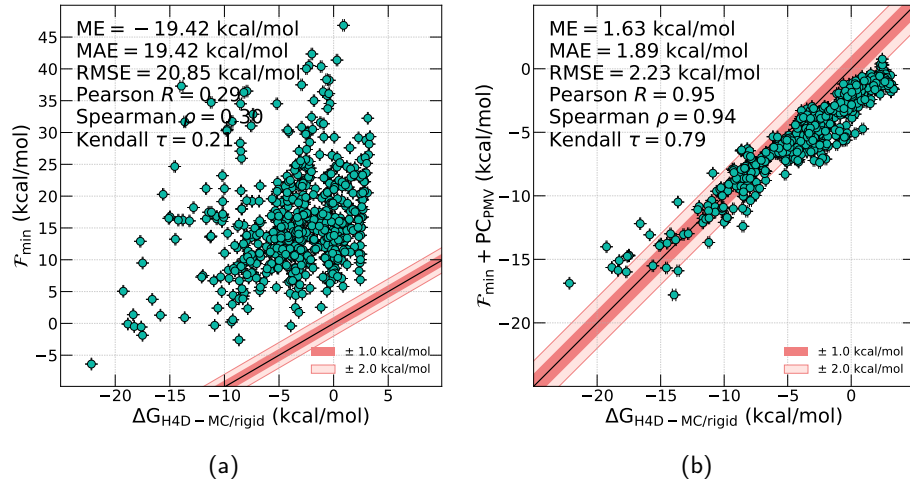 ME = −19.42 kcal/mol
MAE = 19.42 kcal/mol
RMSE = 20.85 kcal/mol
Pearson R = 0.29
Spearman ρ = 0.30
Kendall τ = 0.21
45
40
35
30
25
20
15
10
5
0
−5
ℱmin (kcal/mol)
± 1.0 kcal/mol
± 2.0 kcal/mol
−20 −15 −10 −5 0 5
ΔG_H4D − MC/rigid (kcal/mol)
(a)
ME = 1.63 kcal/mol
MAE = 1.89 kcal/mol
RMSE = 2.23 kcal/mol
Pearson R = 0.95
Spearman ρ = 0.94
Kendall τ = 0.79
0
−5
−10
−15
−20
ℱmin + PC_PMV (kcal/mol)
± 1.0 kcal/mol
± 2.0 kcal/mol
−20 −15 −10 −5 0
ΔG_H4D − MC/rigid (kcal/mol)
(b)